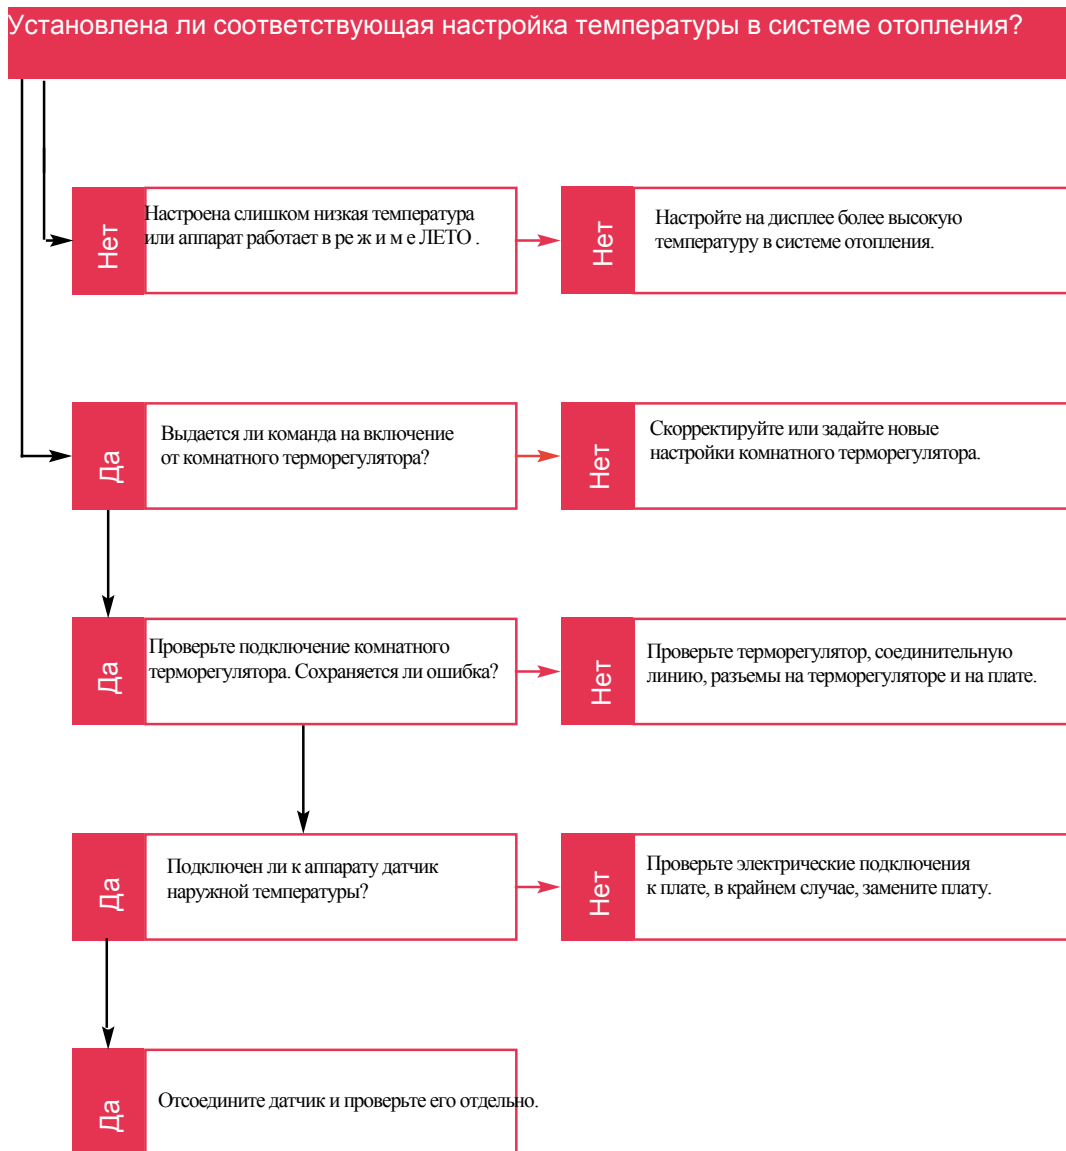 Установлена ли соответствующая настройка температуры в системе отопления?
Нет
Настроена слишком низкая температура
или аппарат работает в ре ж и м е ЛЕТО .
Нет
Настройте на дисплее более высокую
температуру в системе отопления.
Да
Выдается ли команда на включение
от комнатного терморегулятора?
Нет
Скорректируйте или задайте новые
настройки комнатного терморегулятора.
Да
Проверьте подключение комнатного
терморегулятора. Сохраняется ли ошибка?
Нет
Проверьте терморегулятор, соединительную
линию, разъемы на терморегуляторе и на плате.
Да
Подключен ли к аппарату датчик
наружной температуры?
Нет
Проверьте электрические подключения
к плате, в крайнем случае, замените плату.
Да
Отсоедините датчик и проверьте его отдельно.